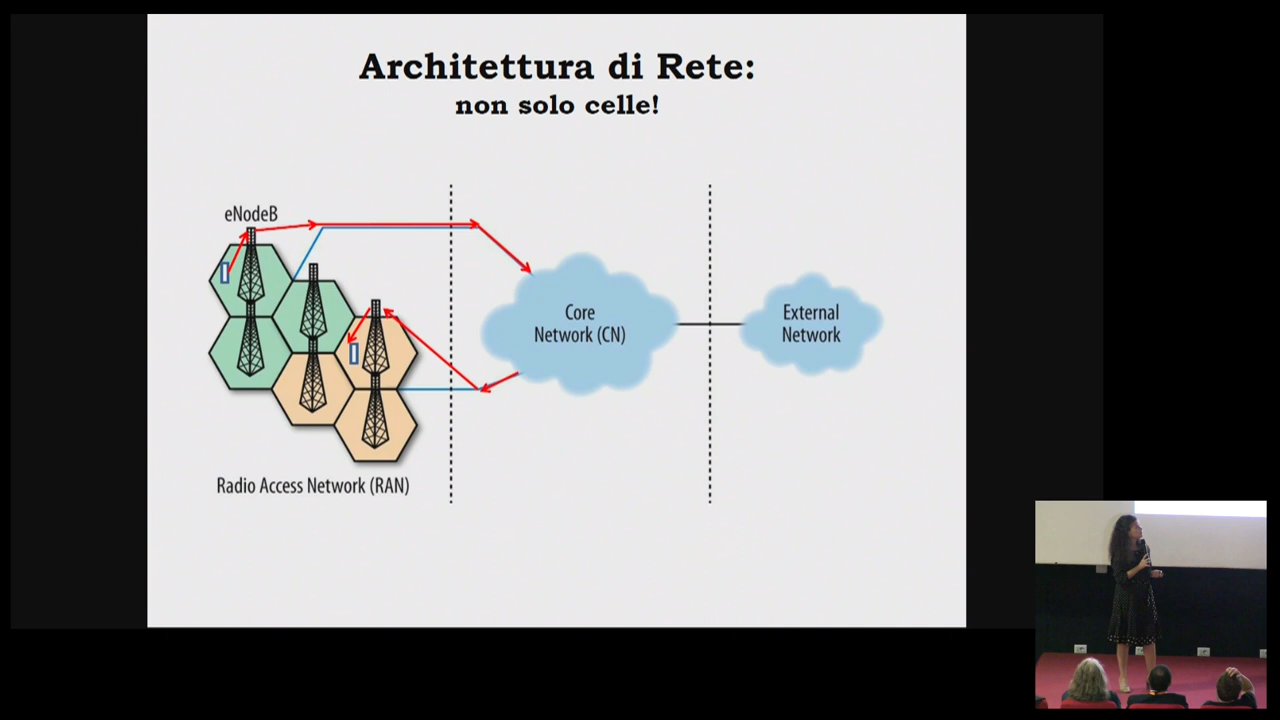 Architettura di Rete:
non solo celle!
eNodeB
Core
Network (CN)
External
Network
Radio Access Network (RAN)